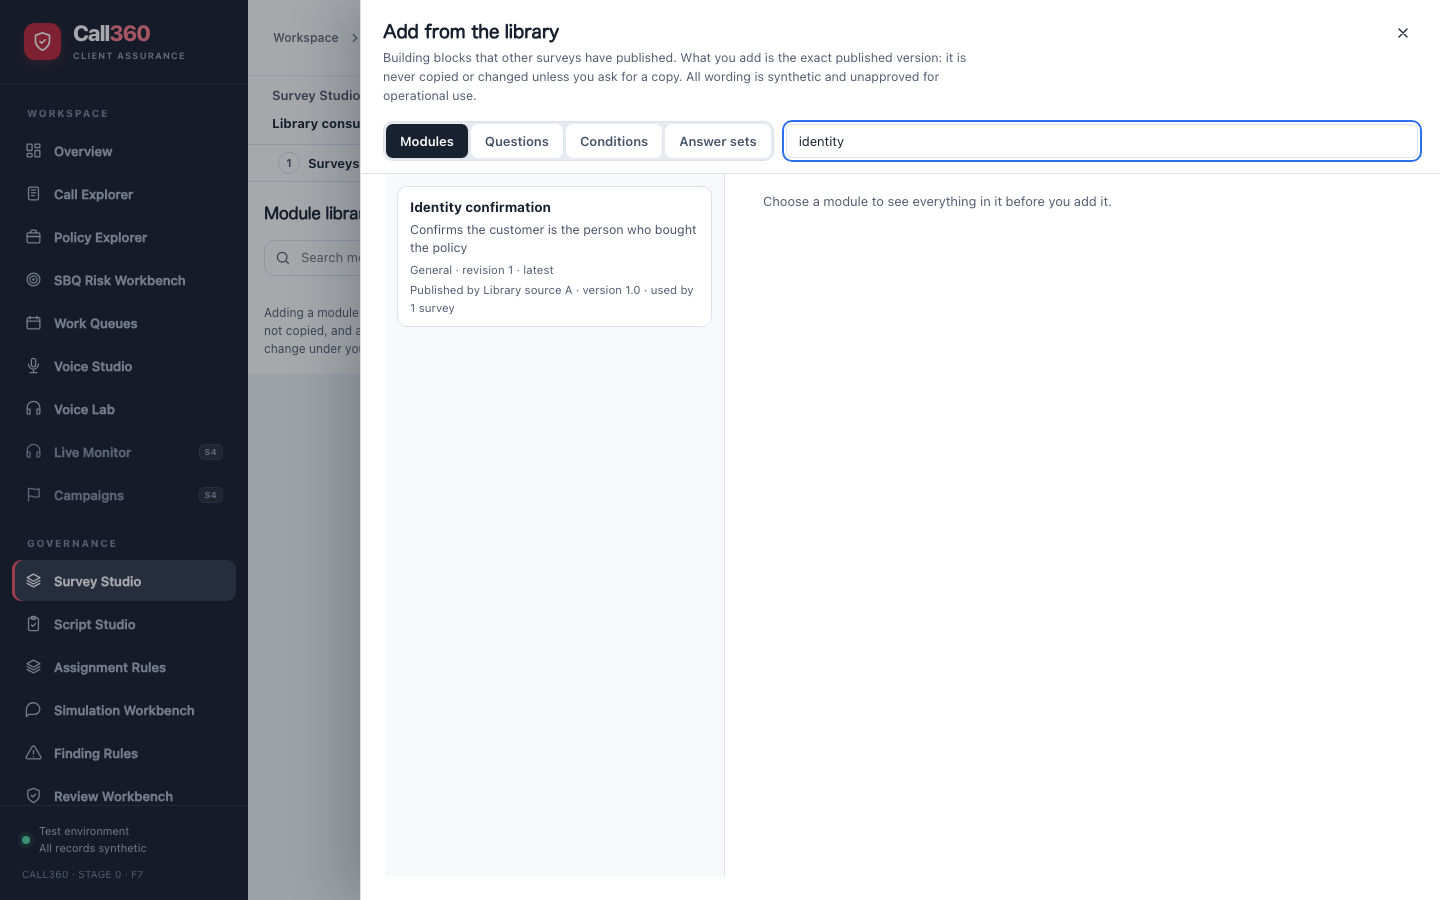 Call360
CLIENT ASSURANCE
WORKSPACE
Overview
Call Explorer
Policy Explorer
SBQ Risk Workbench
Work Queues
Voice Studio
Voice Lab
Live Monitor S4
Campaigns S4
GOVERNANCE
Survey Studio
Script Studio
Assignment Rules
Simulation Workbench
Finding Rules
Review Workbench
Test environment
All records synthetic
CALL360 · STAGE 0 · F7
Workspace
Survey Studio
Library consu
1 Surveys
Module librar
Search mo
Adding a module
not copied, and a
change under you
Add from the library
Building blocks that other surveys have published. What you add is the exact published version: it is
never copied or changed unless you ask for a copy. All wording is synthetic and unapproved for
operational use.
Modules Questions Conditions Answer sets identity
Identity confirmation
Confirms the customer is the person who bought
the policy
General · revision 1 · latest
Published by Library source A · version 1.0 · used by
1 survey
Choose a module to see everything in it before you add it.